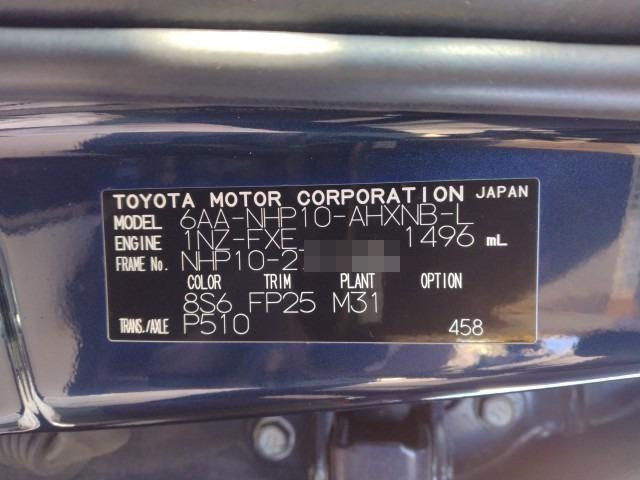 TOYOTA MOTOR CORPORATION JAPAN
MODEL 6AA-NHP10-AHXNB-L
ENGINE 1NZ-FXE 1496 mL
FRAME No. NHP10-2
COLOR TRIM PLANT OPTION
8S6 FP25 M31
TRANS./AXLE P510 458